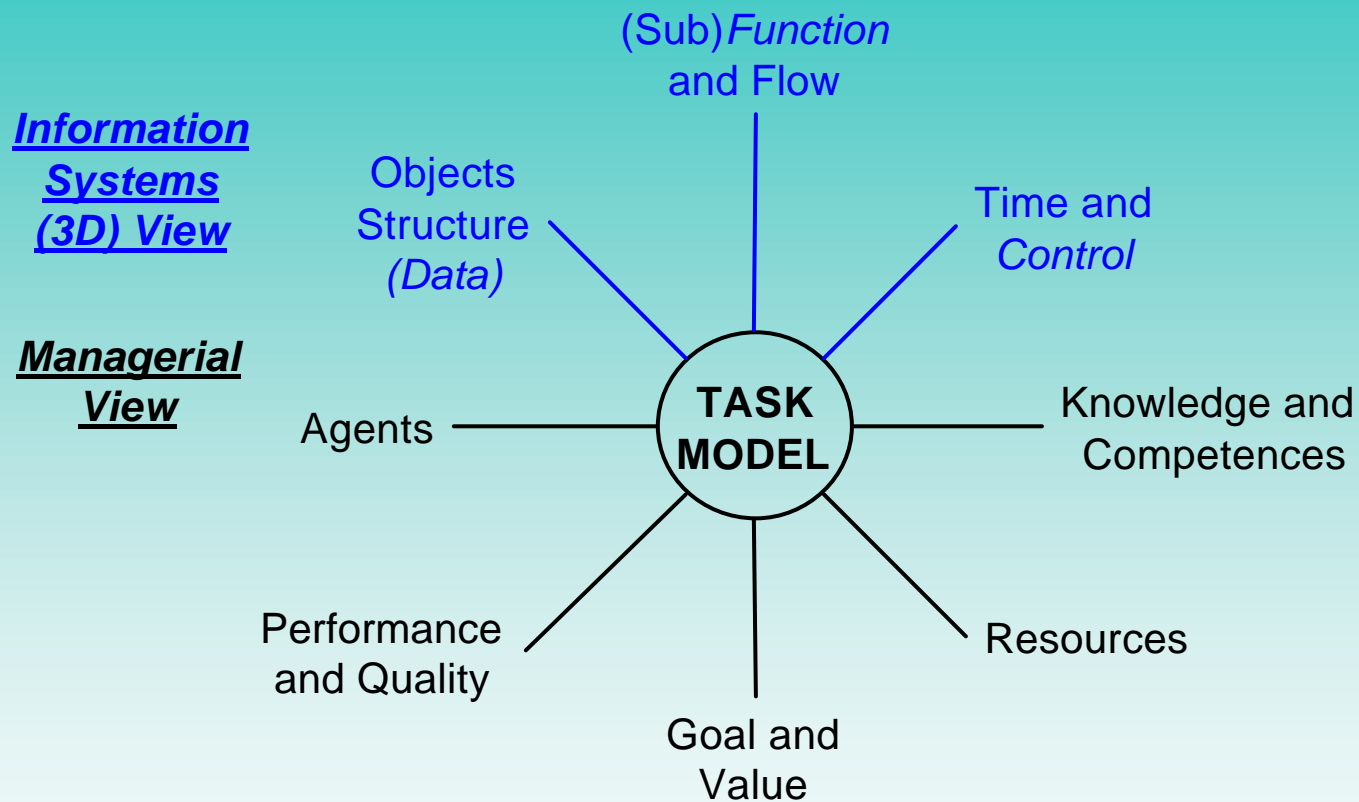 (Sub)Function
and Flow
Information
Systems
(3D) View
Objects
Structure
(Data)
Time and
Control
Managerial
View
TASK
MODEL
Agents
Knowledge and
Competences
Performance
and Quality
Resources
Goal and
Value